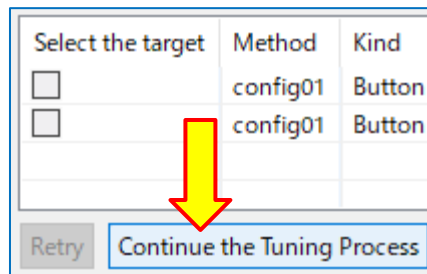 Select the target Method Kind
config01 Button
config01 Button
Retry Continue the Tuning Process